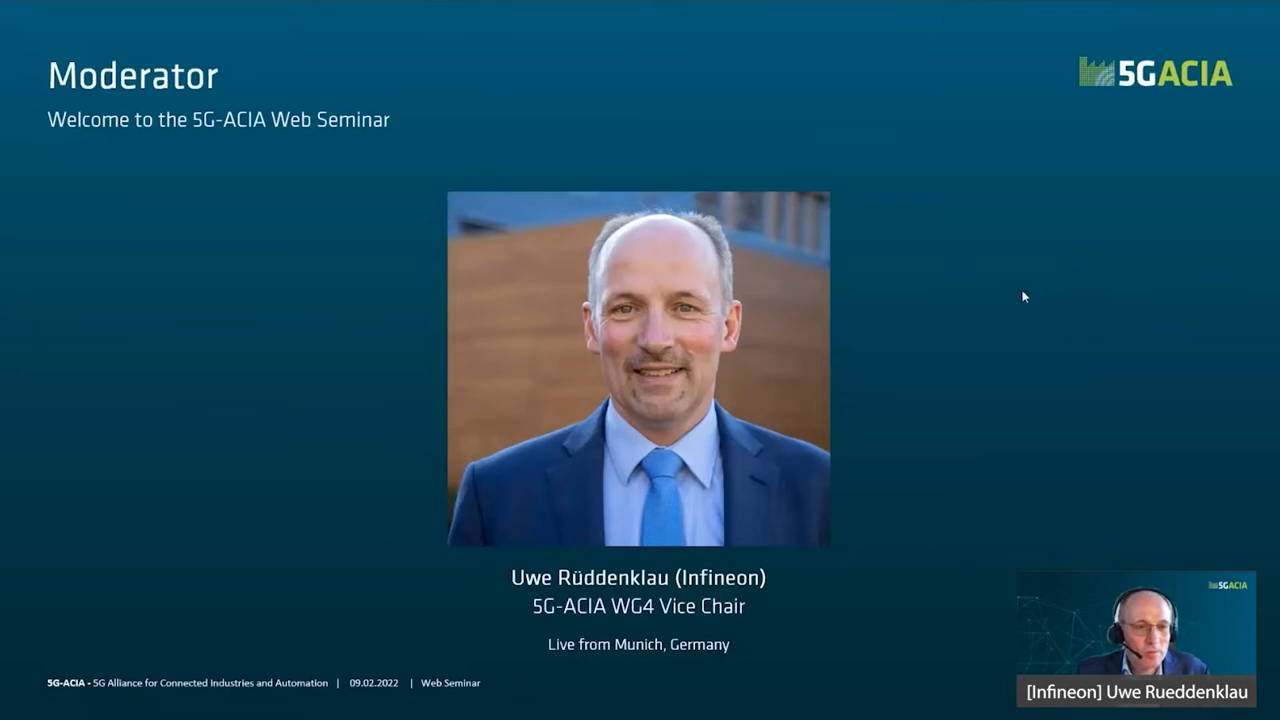 Moderator
5GACIA
Welcome to the 5G-ACIA Web Seminar
Uwe Rüddenklau (Infineon)
5G-ACIA WG4 Vice Chair
Live from Munich, Germany
5GACIA
[Infineon] Uwe Rueddenklau
5G-ACIA - 5G Alliance for Connected Industries and Automation | 09.02.2022 | Web Seminar